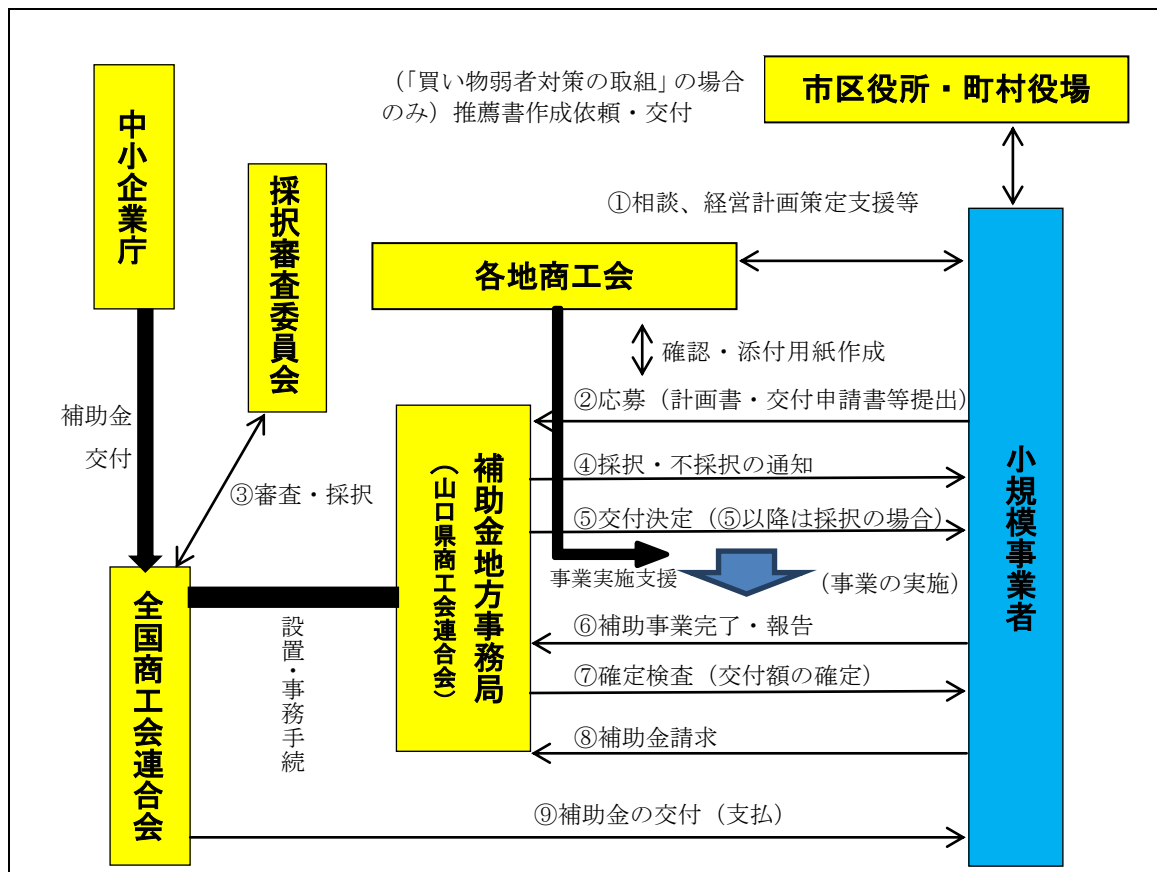 （「買い物弱者対策の取組」の場合
のみ）推薦書作成依頼・交付
市区役所・町村役場
中小企業庁
採択審査委員会
①相談、経営計画策定支援等
各地商工会
確認・添付用紙作成
②応募（計画書・交付申請書等提出）
補助金
交付
③審査・採択
補助金地方事務局
（山口県商工会連合会）
④採択・不採択の通知
⑤交付決定（⑤以降は採択の場合）
事業実施支援
（事業の実施）
小規模事業者
全国商工会連合会
設置・事務手続
⑥補助事業完了・報告
⑦確定検査（交付額の確定）
⑧補助金請求
⑨補助金の交付（支払）